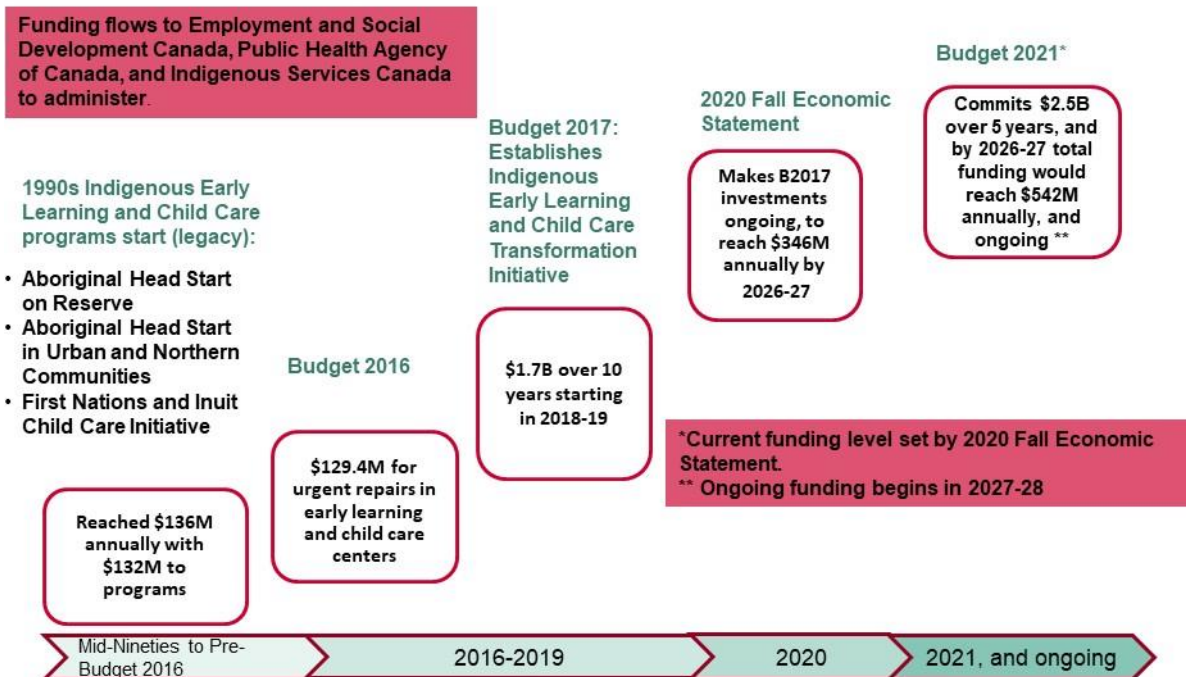 Funding flows to Employment and Social
Development Canada, Public Health Agency
of Canada, and Indigenous Services Canada
to administer.
1990s Indigenous Early
Learning and Child Care
programs start (legacy):
• Aboriginal Head Start
on Reserve
• Aboriginal Head Start
in Urban and Northern
Communities
• First Nations and Inuit
Child Care Initiative
Reached $136M
annually with
$132M to
programs
Budget 2016
$129.4M for
urgent repairs in
early learning
and child care
centers
Budget 2017:
Establishes
Indigenous
Early Learning
and Child Care
Transformation
Initiative
$1.7B over 10
years starting
in 2018-19
2020 Fall Economic
Statement
Makes B2017
investments
ongoing, to
reach $346M
annually by
2026-27
Budget 2021*
Commits $2.5B
over 5 years, and
by 2026-27 total
funding would
reach $542M
annually, and
ongoing **
*Current funding level set by 2020 Fall Economic
Statement.
** Ongoing funding begins in 2027-28
Mid-Nineties to Pre-
Budget 2016
2016-2019
2020
2021, and ongoing